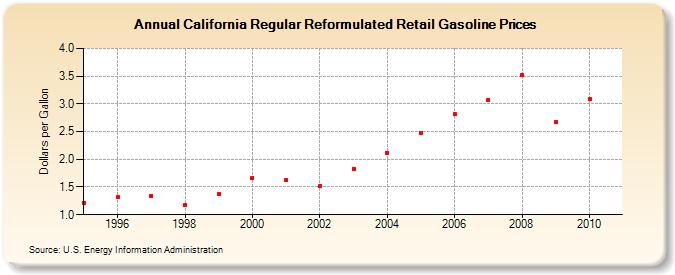 Annual California Regular Reformulated Retail Gasoline Prices
Dollars per Gallon
4.0
3.5
3.0
2.5
2.0
1.5
1.0
1996 1998 2000 2002 2004 2006 2008 2010
Source: U.S. Energy Information Administration